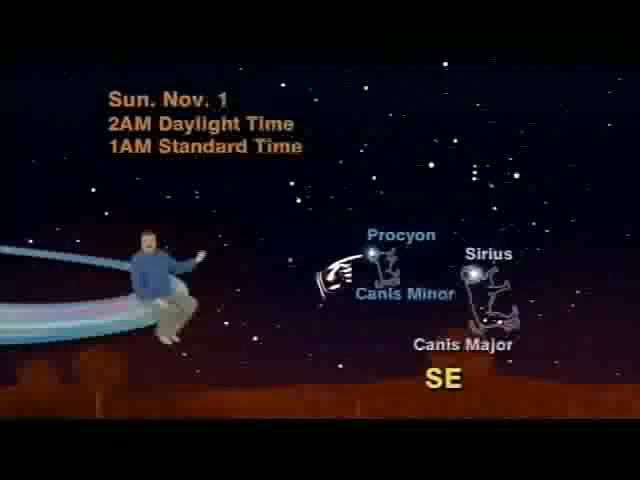 Sun. Nov. 1
2AM Daylight Time
1AM Standard Time
Procyon
Sirius
Canis Minor
Canis Major
SE